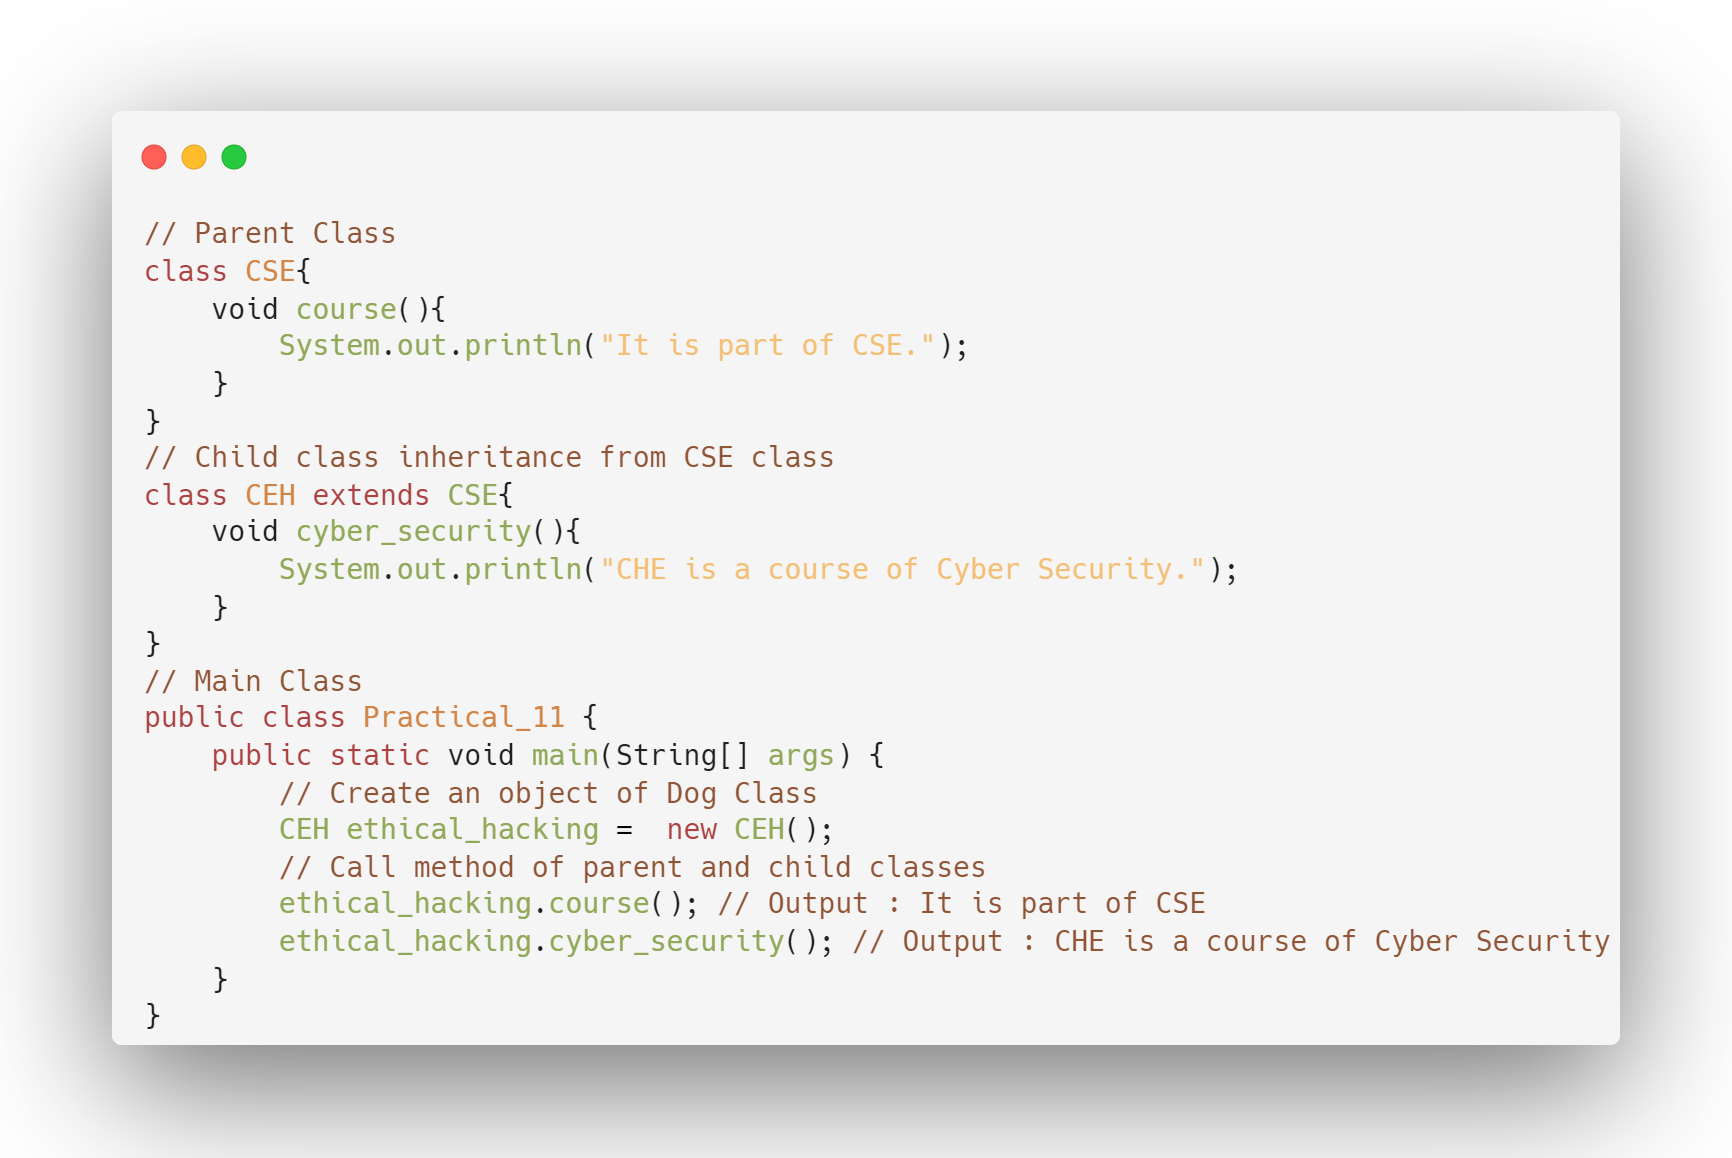 // Parent Class
class CSE{
    void course(){
        System.out.println("It is part of CSE.");
    }
}
// Child class inheritance from CSE class
class CEH extends CSE{
    void cyber_security(){
        System.out.println("CHE is a course of Cyber Security.");
    }
}
// Main Class
public class Practical_11 {
    public static void main(String[] args) {
        // Create an object of Dog Class
        CEH ethical_hacking =  new CEH();
        // Call method of parent and child classes
        ethical_hacking.course(); // Output : It is part of CSE
        ethical_hacking.cyber_security(); // Output : CHE is a course of Cyber Security
    }
}